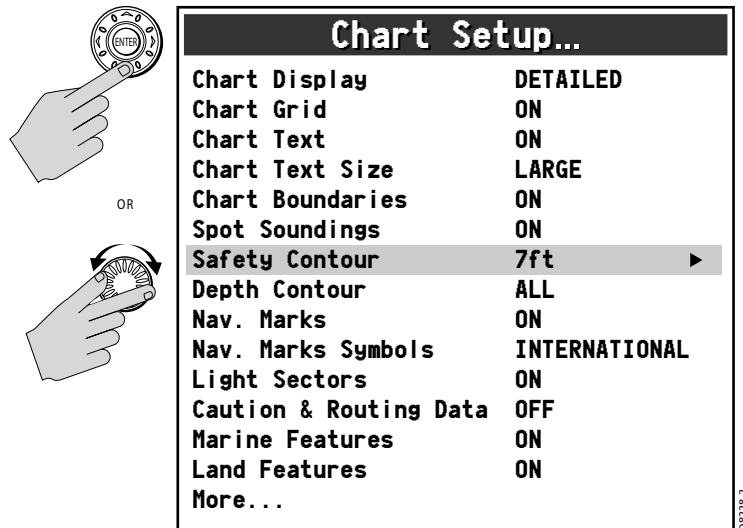 ENTER
OR
Chart Setup...
Chart Display DETAILED
Chart Grid ON
Chart Text ON
Chart Text Size LARGE
Chart Boundaries ON
Spot Soundings ON
Safety Contour 7ft ▶
Depth Contour ALL
Nav. Marks ON
Nav. Marks Symbols INTERNATIONAL
Light Sectors ON
Caution & Routing Data OFF
Marine Features ON
Land Features ON
More...